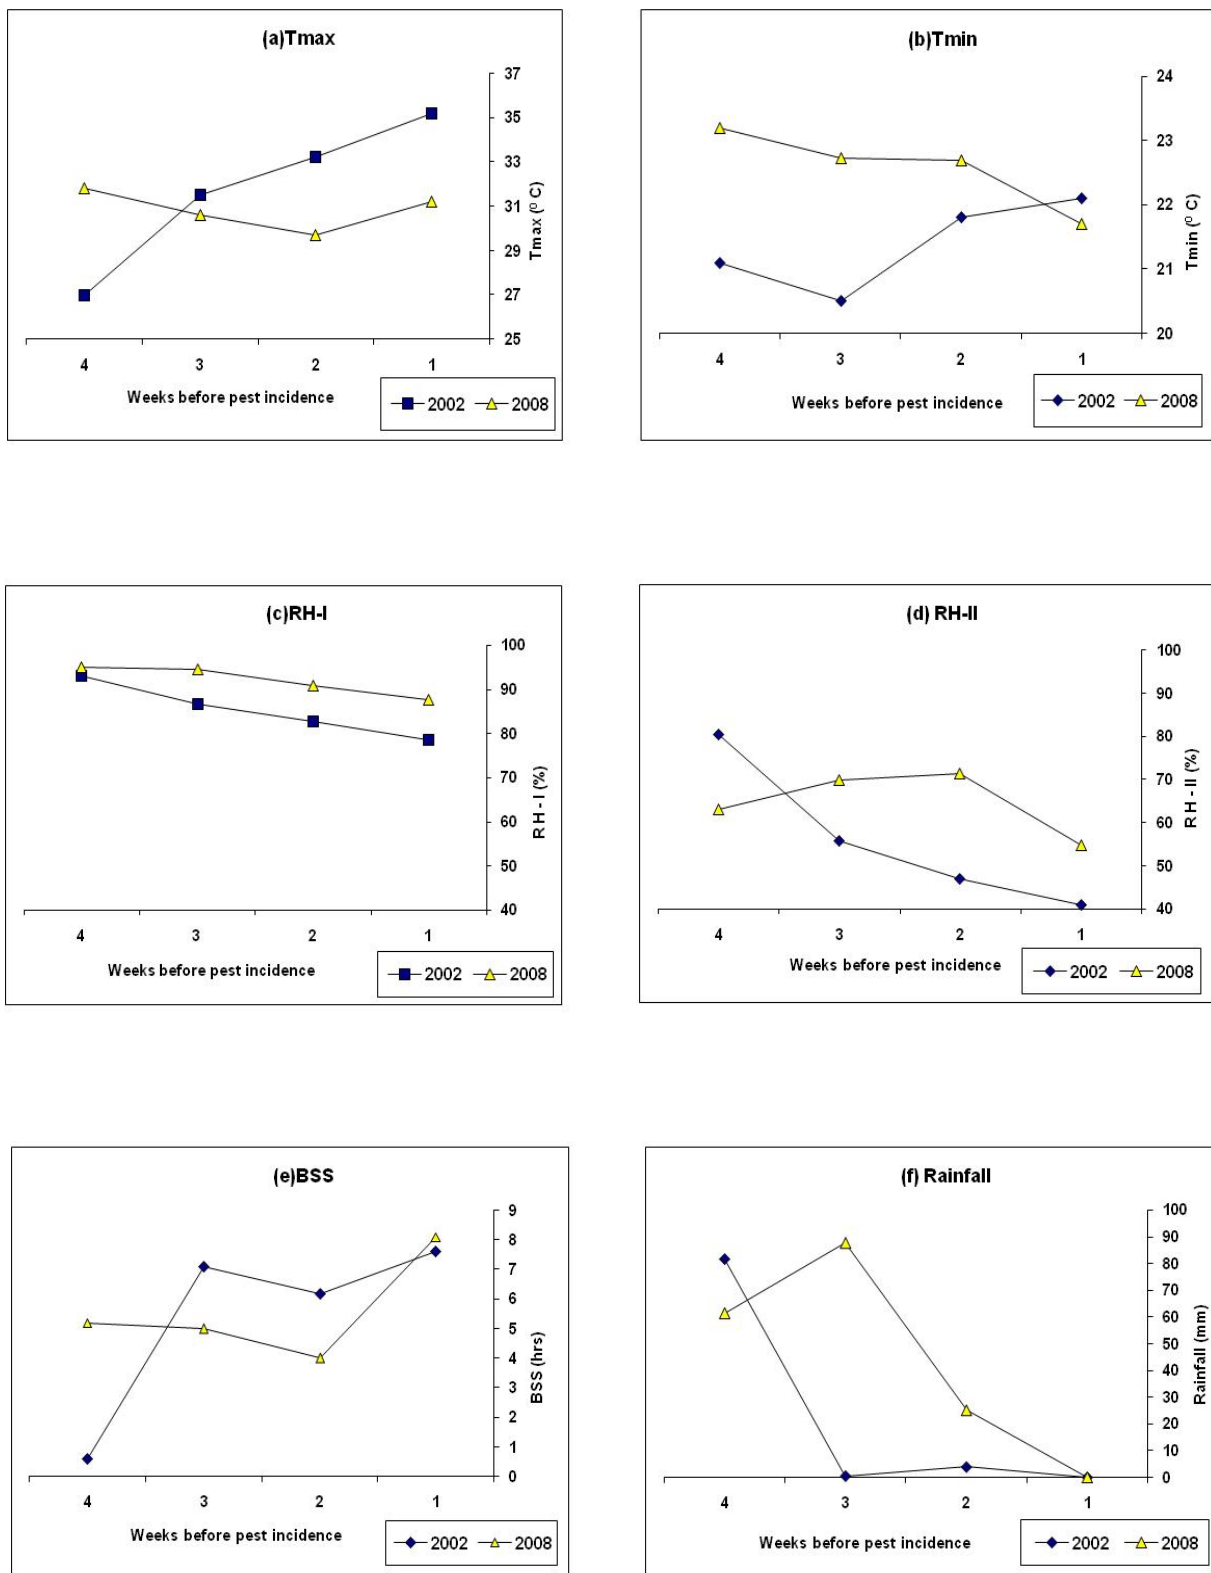 (a)Tmax
37
35
33
31
29
27
25
Tmax (⁰ C)
4 3 2 1
Weeks before pest incidence
2002 2008
(b)Tmin
24
23
22
21
20
Tmin (⁰ C)
4 3 2 1
Weeks before pest incidence
2002 2008
(c)RH-I
100
90
80
70
60
50
40
RH - I (%)
4 3 2 1
Weeks before pest incidence
2002 2008
(d) RH-II
100
90
80
70
60
50
40
RH - II (%)
4 3 2 1
Weeks before pest incidence
2002 2008
(e)BSS
9
8
7
6
5
4
3
2
1
0
BSS (hrs)
4 3 2 1
Weeks before pest incidence
2002 2008
(f) Rainfall
100
90
80
70
60
50
40
30
20
10
0
Rainfall (mm)
4 3 2 1
Weeks before pest incidence
2002 2008